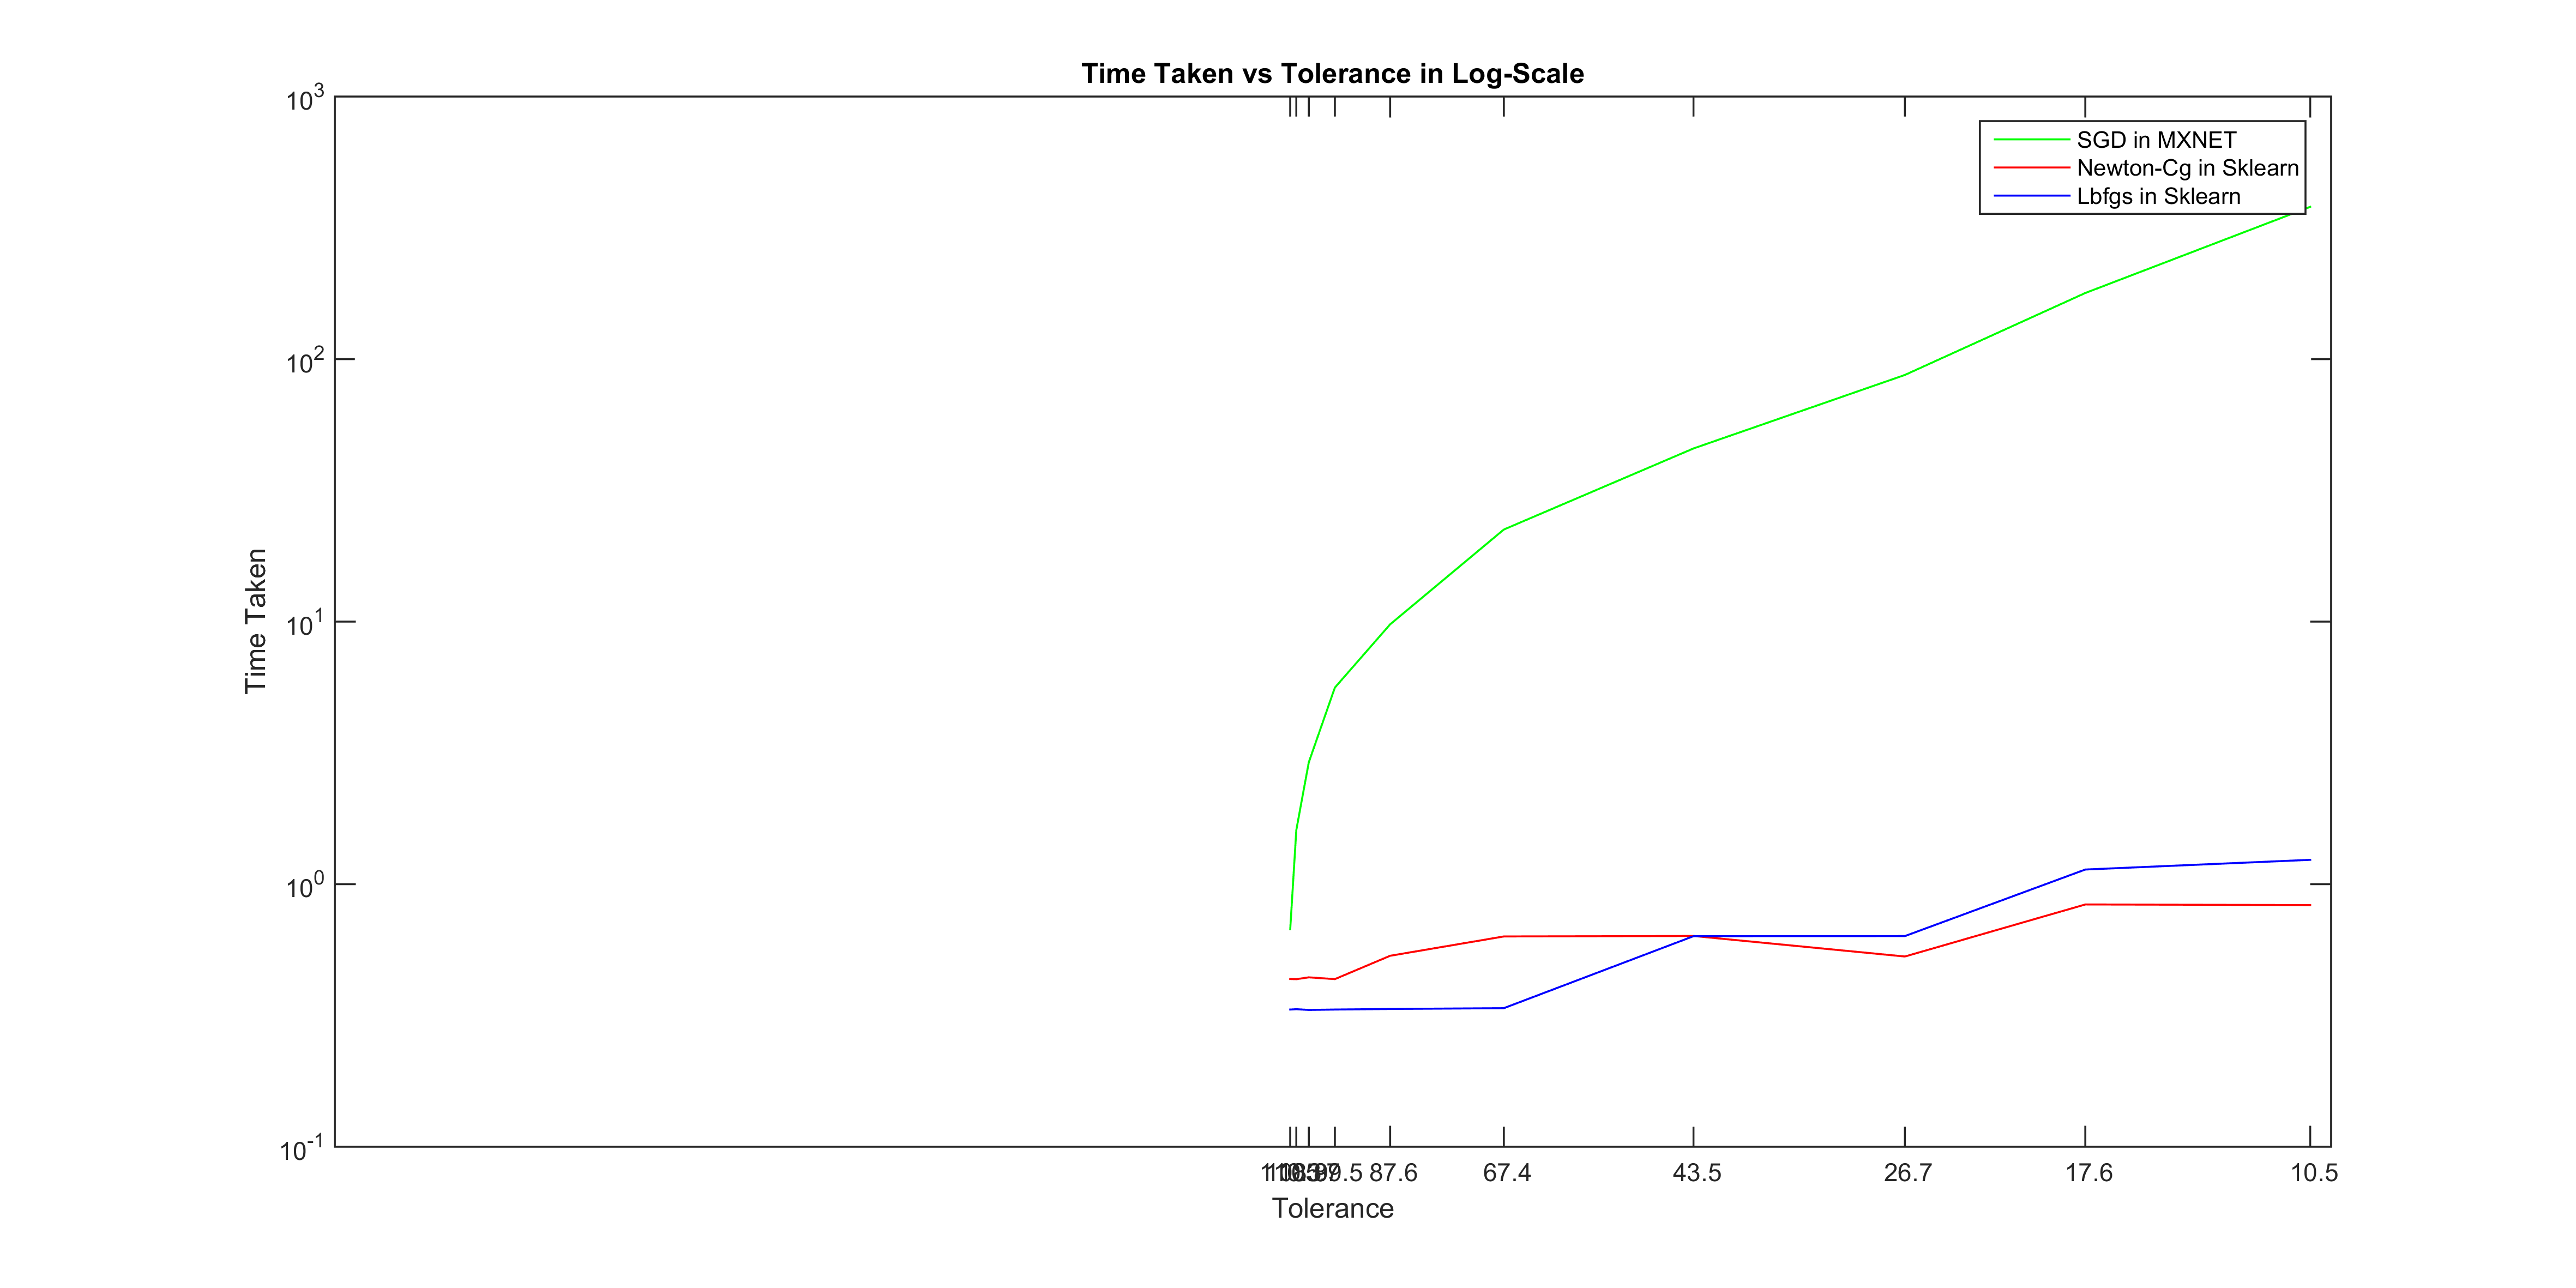 Time Taken vs Tolerance in Log-Scale
10^3
10^2
10^1
10^0
10^-1
Time Taken
SGD in MXNET
Newton-Cg in Sklearn
Lbfgs in Sklearn
99.5 87.6 67.4 43.5 26.7 17.6 10.5
Tolerance